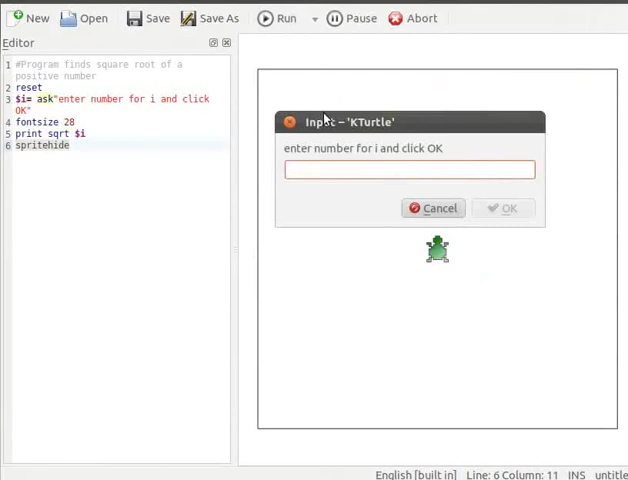 New Open Save Save As Run Pause Abort
Editor
1 #Program finds square root of a
positive number
2 reset
3 $i= ask"enter number for i and click
OK"
4 fontsize 28
5 print sqrt $i
6 spritehide
Input – 'KTurtle'
enter number for i and click OK
Cancel OK
English [built in] Line: 6 Column: 11 INS untitle